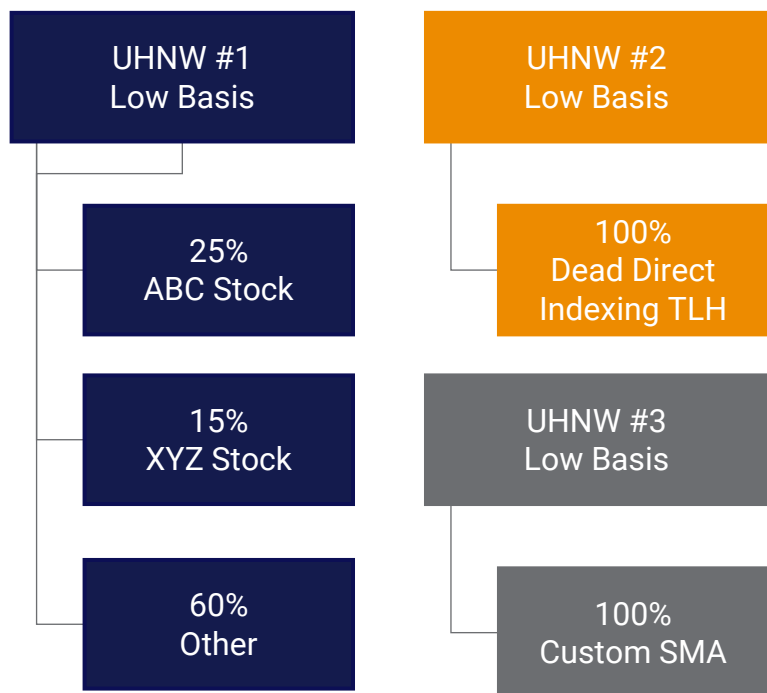 UHNW #1
Low Basis
25%
ABC Stock
15%
XYZ Stock
60%
Other
UHNW #2
Low Basis
100%
Dead Direct
Indexing TLH
UHNW #3
Low Basis
100%
Custom SMA